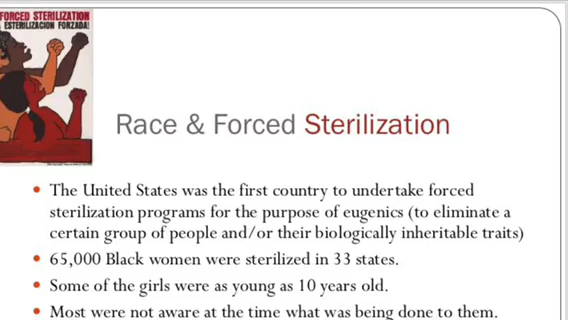 FORCED STERILIZATION
ESTERILIZACION FORZADA!
Race & Forced Sterilization
• The United States was the first country to undertake forced
sterilization programs for the purpose of eugenics (to eliminate a
certain group of people and/or their biologically inheritable traits)
• 65,000 Black women were sterilized in 33 states.
• Some of the girls were as young as 10 years old.
• Most were not aware at the time what was being done to them.